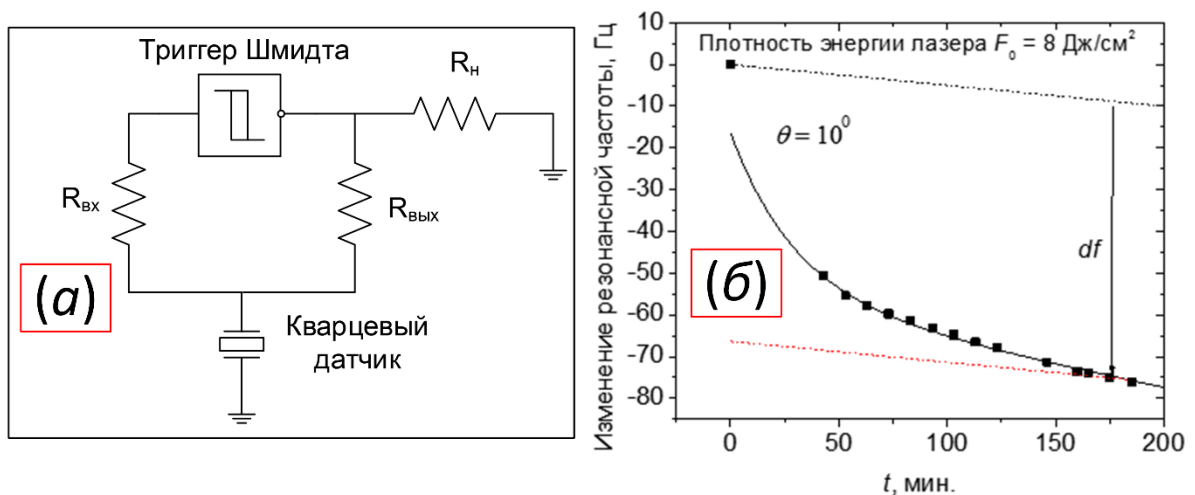 Триггер Шмидта
Rн
Rвх
Rвых
(а)
Кварцевый
датчик
Изменение резонансной частоты, Гц
10
0
-10
-20
-30
-40
-50
-60
-70
-80
Плотность энергии лазера F₀ = 8 Дж/см²
θ = 10⁰
(б)
df
0
50
100
150
200
t, мин.